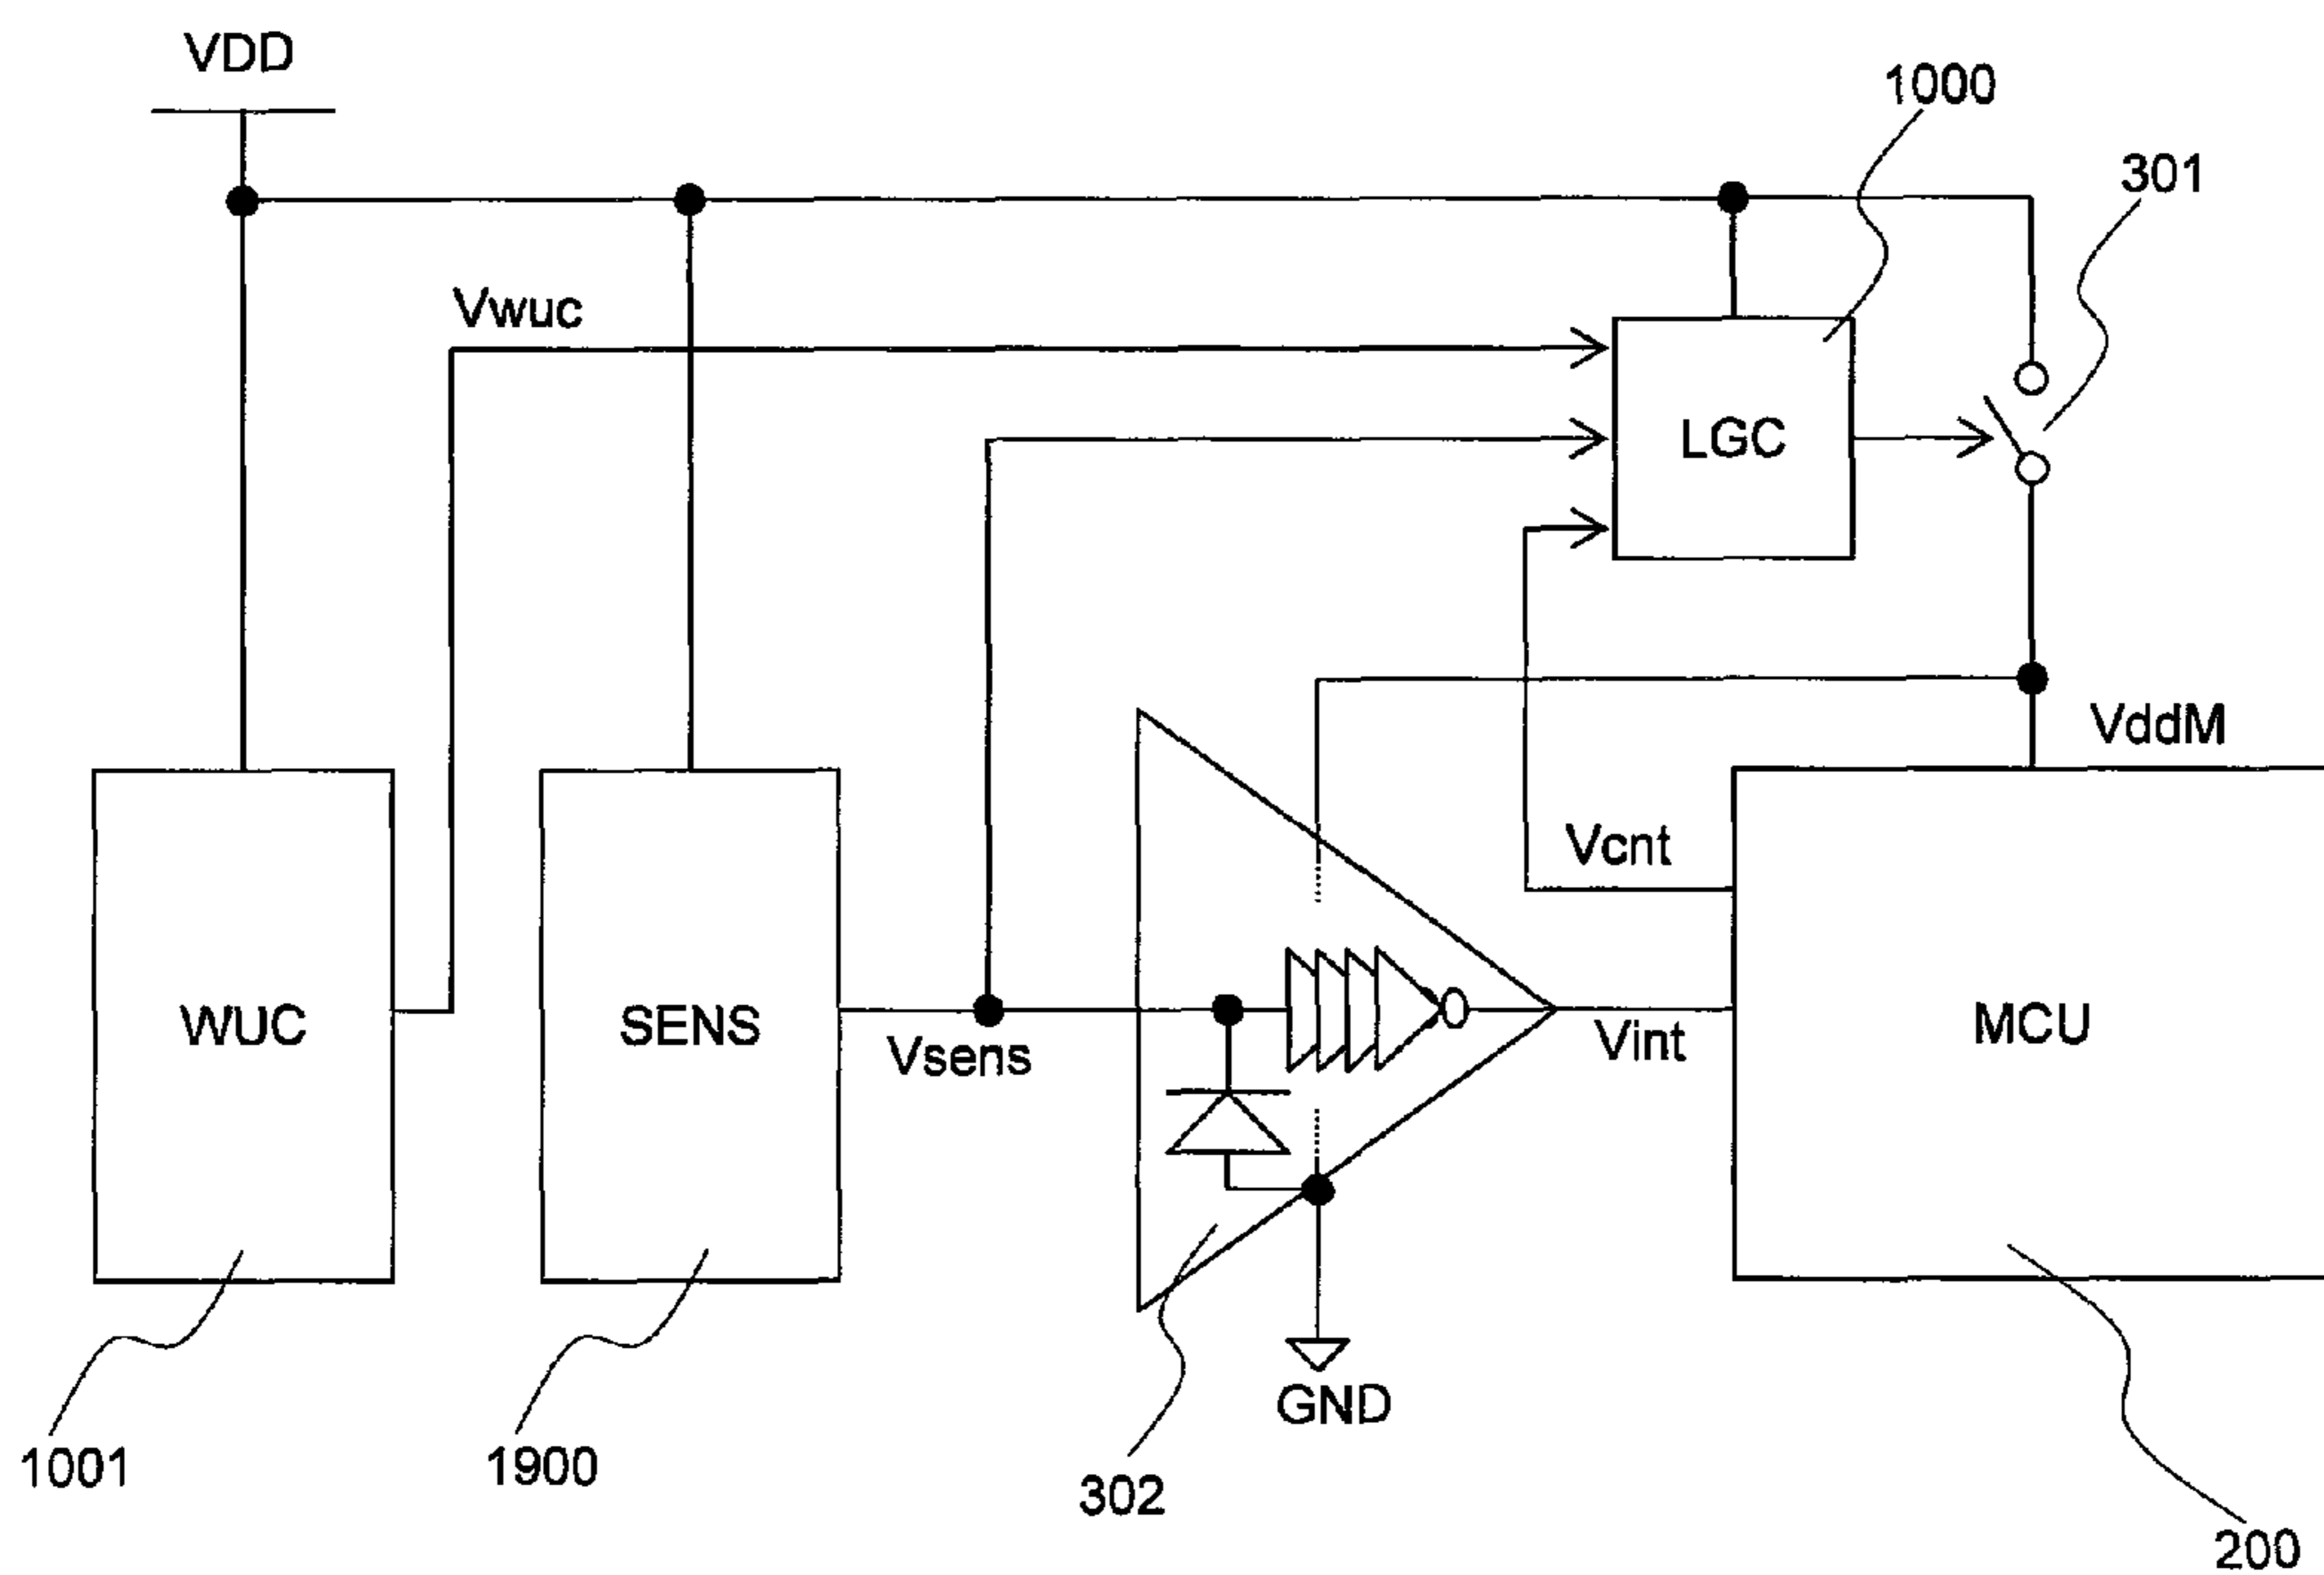 VDD
1000
301
Vwuc
LGC
VddM
Vcnt
WUC
SENS
Vsens
Vint
MCU
GND
1001
1900
302
200